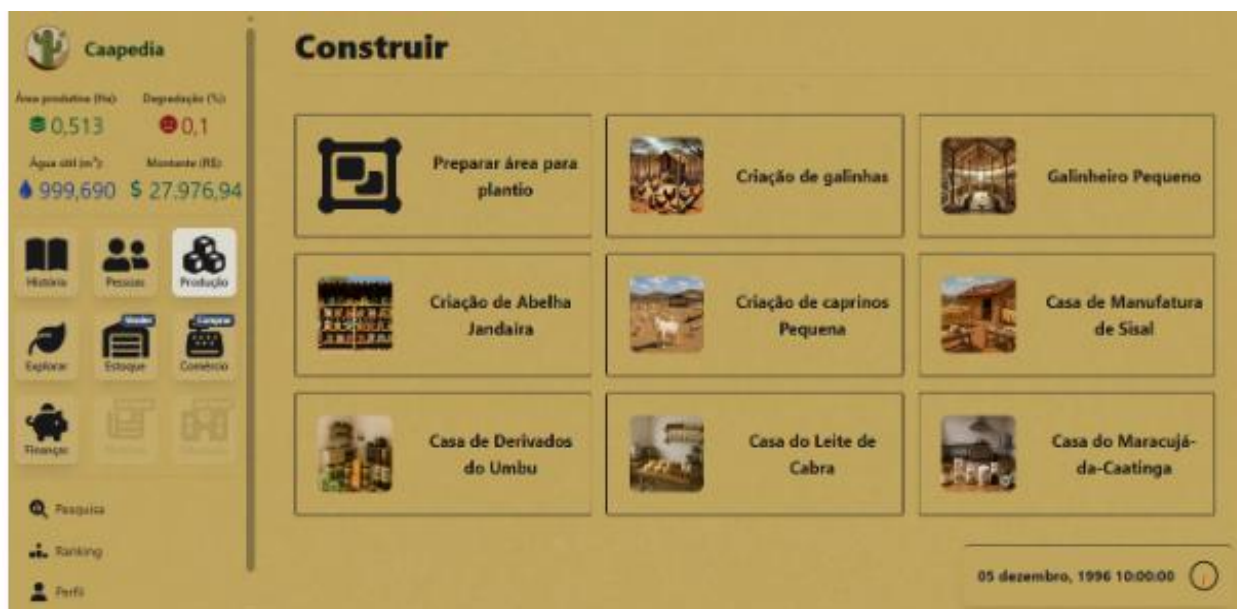 Caapedia
Área produtiva (Ha): Degradação (%):
0,513 0,1
Água útil (m³): Montante (R$):
999,690 $ 27.976,94
História Pessoas Produção
Vender Comprar
Explorar Estoque Comércio
Finanças
Pesquisa
Ranking
Perfil
Construir
Preparar área para
plantio
Criação de galinhas
Galinheiro Pequeno
Criação de Abelha
Jandaira
Criação de caprinos
Pequena
Casa de Manufatura
de Sisal
Casa de Derivados
do Umbu
Casa do Leite de
Cabra
Casa do Maracujá-
da-Caatinga
05 dezembro, 1996 10:00:00